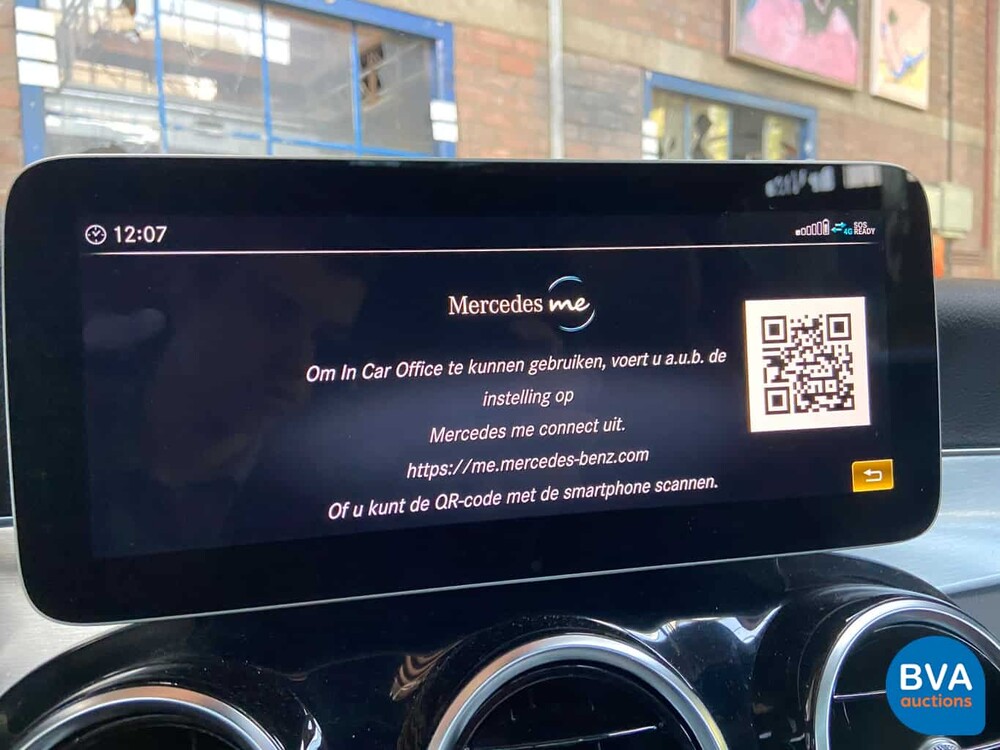 12:07
4G SOS READY
Mercedes me
Om In Car Office te kunnen gebruiken, voert u a.u.b. de
instelling op
Mercedes me connect uit.
https://me.mercedes-benz.com
Of u kunt de QR-code met de smartphone scannen.
BVA
auctions